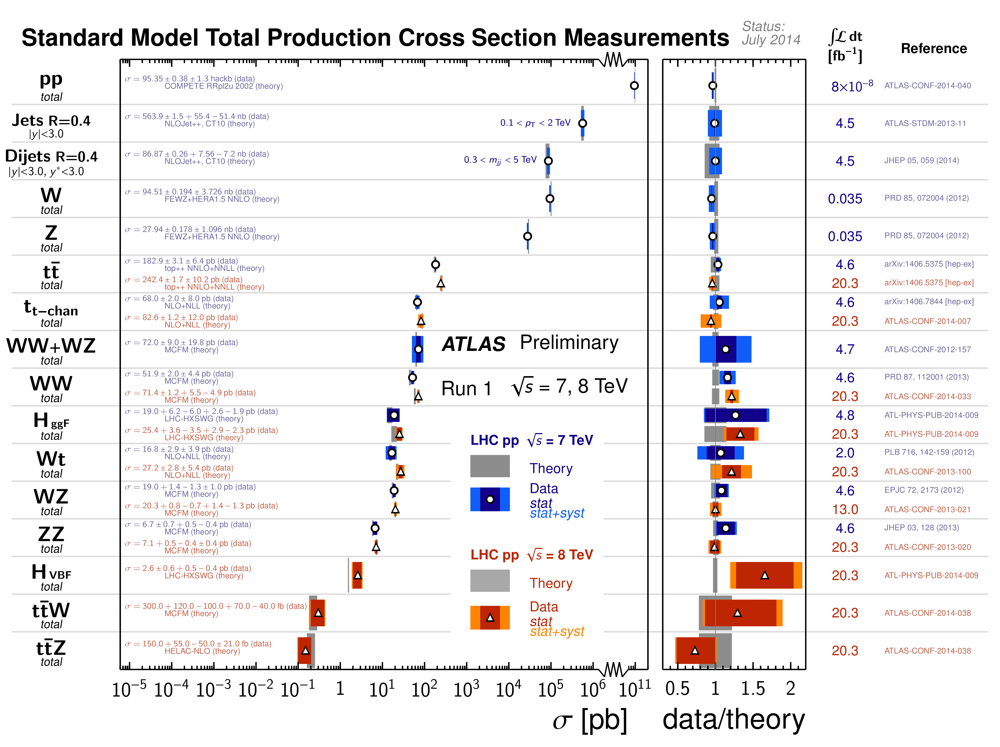 Standard Model Total Production Cross Section Measurements
Status:
July 2014
∫ℒ dt
[fb⁻¹]
Reference
pp
total
σ = 95.35 ± 0.38 ± 1.3 hackb (data)
COMPETE RRpl2u 2002 (theory)
8×10⁻⁸
ATLAS-CONF-2014-040
Jets R=0.4
|y|<3.0
σ = 563.9 ± 1.5 + 55.4 − 51.4 nb (data)
NLOJet++, CT10 (theory)
0.1 < pT < 2 TeV
4.5
ATLAS-STDM-2013-11
Dijets R=0.4
|y|<3.0, y*<3.0
σ = 86.87 ± 0.26 + 7.56 − 7.2 nb (data)
NLOJet++, CT10 (theory)
0.3 < mjj < 5 TeV
4.5
JHEP 05, 059 (2014)
W
total
σ = 94.51 ± 0.194 ± 3.726 nb (data)
FEWZ+HERA1.5 NNLO (theory)
0.035
PRD 85, 072004 (2012)
Z
total
σ = 27.94 ± 0.178 ± 1.096 nb (data)
FEWZ+HERA1.5 NNLO (theory)
0.035
PRD 85, 072004 (2012)
tt̄
total
σ = 182.9 ± 3.1 ± 6.4 pb (data)
top++ NNLO+NNLL (theory)
4.6
arXiv:1406.5375 [hep-ex]
σ = 242.4 ± 1.7 ± 10.2 pb (data)
top++ NNLO+NNLL (theory)
20.3
arXiv:1406.5375 [hep-ex]
t t−chan
total
σ = 68.0 ± 2.0 ± 8.0 pb (data)
NLO+NLL (theory)
4.6
arXiv:1406.7844 [hep-ex]
σ = 82.6 ± 1.2 ± 12.0 pb (data)
NLO+NLL (theory)
20.3
ATLAS-CONF-2014-007
WW+WZ
total
σ = 72.0 ± 9.0 ± 19.8 pb (data)
MCFM (theory)
4.7
ATLAS-CONF-2012-157
ATLAS Preliminary
Run 1 √s = 7, 8 TeV
WW
total
σ = 51.9 ± 2.0 ± 4.4 pb (data)
MCFM (theory)
4.6
PRD 87, 112001 (2013)
σ = 71.4 ± 1.2 + 5.5 − 4.9 pb (data)
MCFM (theory)
20.3
ATLAS-CONF-2014-033
H ggF
total
σ = 19.0 + 6.2 − 6.0 + 2.6 − 1.9 pb (data)
LHC-HXSWG (theory)
4.8
ATL-PHYS-PUB-2014-009
σ = 25.4 + 3.6 − 3.5 + 2.9 − 2.3 pb (data)
LHC-HXSWG (theory)
20.3
ATL-PHYS-PUB-2014-009
Wt
total
σ = 16.8 ± 2.9 ± 3.9 pb (data)
NLO+NLL (theory)
2.0
PLB 716, 142-159 (2012)
σ = 27.2 ± 2.8 ± 5.4 pb (data)
NLO+NLL (theory)
20.3
ATLAS-CONF-2013-100
WZ
total
σ = 19.0 + 1.4 − 1.3 ± 1.0 pb (data)
MCFM (theory)
4.6
EPJC 72, 2173 (2012)
σ = 20.3 + 0.8 − 0.7 + 1.4 − 1.3 pb (data)
MCFM (theory)
13.0
ATLAS-CONF-2013-021
ZZ
total
σ = 6.7 ± 0.7 + 0.5 − 0.4 pb (data)
MCFM (theory)
4.6
JHEP 03, 128 (2013)
σ = 7.1 + 0.5 − 0.4 ± 0.4 pb (data)
MCFM (theory)
20.3
ATLAS-CONF-2013-020
H VBF
total
σ = 2.6 ± 0.6 + 0.5 − 0.4 pb (data)
LHC-HXSWG (theory)
20.3
ATL-PHYS-PUB-2014-009
tt̄W
total
σ = 300.0 + 120.0 − 100.0 + 70.0 − 40.0 fb (data)
MCFM (theory)
20.3
ATLAS-CONF-2014-038
tt̄Z
total
σ = 150.0 + 55.0 − 50.0 ± 21.0 fb (data)
HELAC-NLO (theory)
20.3
ATLAS-CONF-2014-038
LHC pp √s = 7 TeV
Theory
Data
stat
stat+syst
LHC pp √s = 8 TeV
Theory
Data
stat
stat+syst
10⁻⁵ 10⁻⁴ 10⁻³ 10⁻² 10⁻¹ 1 10¹ 10² 10³ 10⁴ 10⁵ 10⁶ 10¹¹
0.5 1 1.5 2
σ [pb]
data/theory